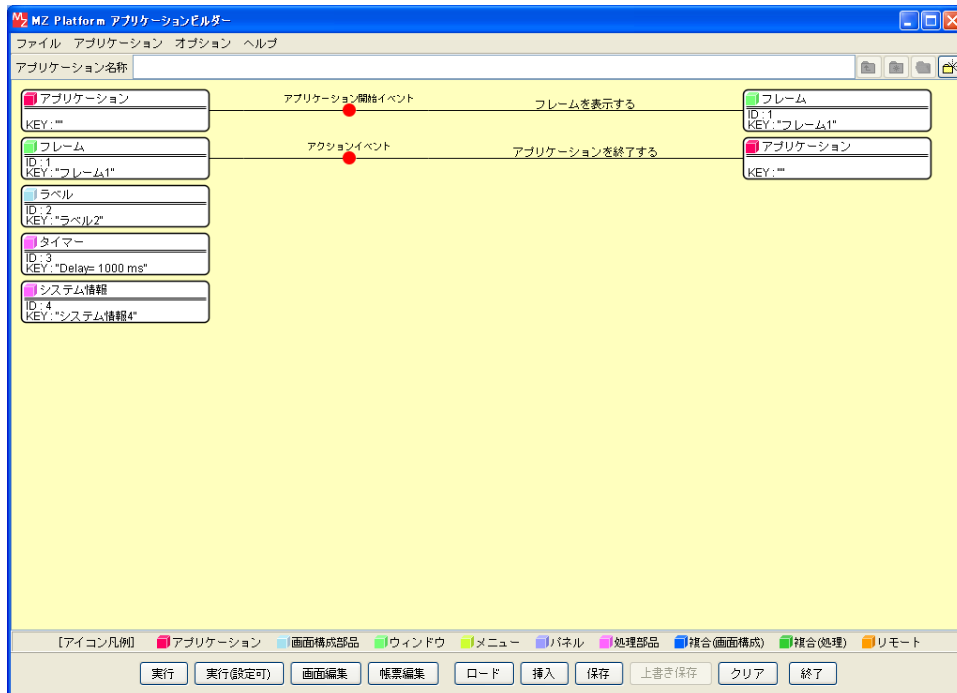 MZ Platform アプリケーションビルダー
ファイル アプリケーション オプション ヘルプ
アプリケーション名称
アプリケーション
KEY:""
アプリケーション開始イベント
フレームを表示する
フレーム
ID:1
KEY:"フレーム1"
フレーム
ID:1
KEY:"フレーム1"
アクションイベント
アプリケーションを終了する
アプリケーション
KEY:""
ラベル
ID:2
KEY:"ラベル2"
タイマー
ID:3
KEY:"Delay= 1000 ms"
システム情報
ID:4
KEY:"システム情報4"
[アイコン凡例] アプリケーション 画面構成部品 ウィンドウ メニュー パネル 処理部品 複合(画面構成) 複合(処理) リモート
実行 実行(設定可) 画面編集 帳票編集 ロード 挿入 保存 上書き保存 クリア 終了